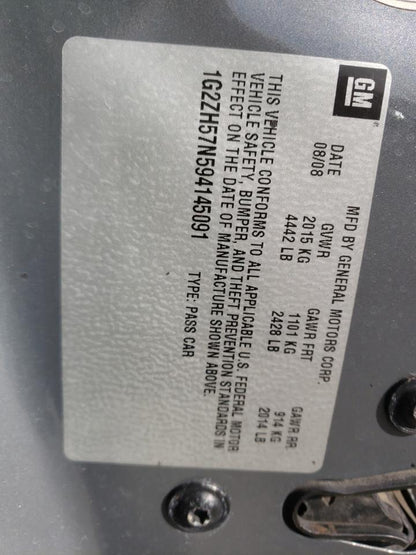 GM
MFD BY GENERAL MOTORS CORP.
DATE GVWR GAWR FRT GAWR RR
08/08 2015 KG 1101 KG 914 KG
4442 LB 2428 LB 2014 LB
THIS VEHICLE CONFORMS TO ALL APPLICABLE U.S. FEDERAL MOTOR
VEHICLE SAFETY, BUMPER, AND THEFT PREVENTION STANDARDS IN
EFFECT ON THE DATE OF MANUFACTURE SHOWN ABOVE.
1G2ZH57N594145091 TYPE: PASS CAR